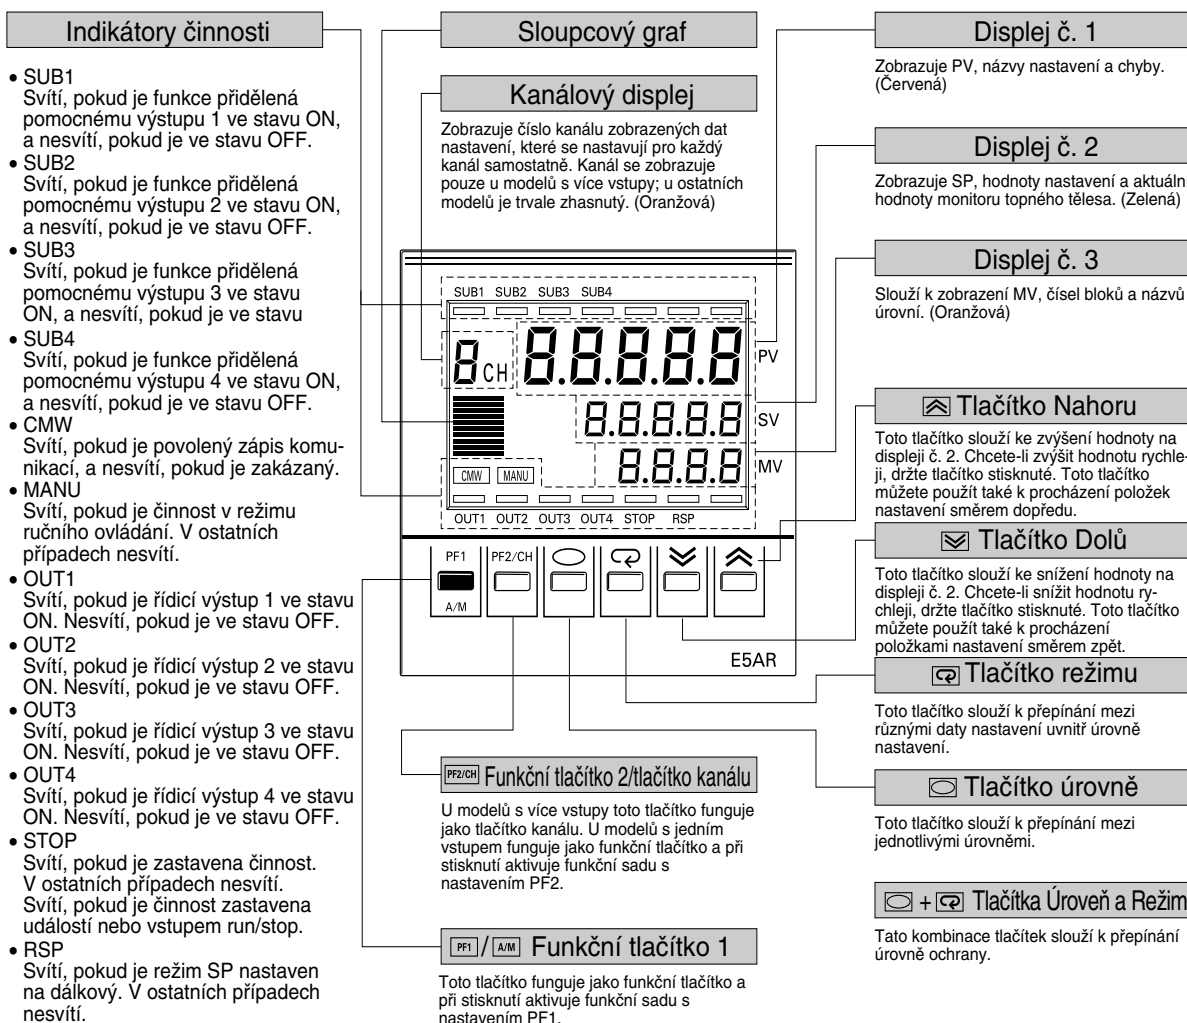 Indikátory činnosti
• SUB1
Svítí, pokud je funkce přidělená
pomocnému výstupu 1 ve stavu ON,
a nesvítí, pokud je ve stavu OFF.
• SUB2
Svítí, pokud je funkce přidělená
pomocnému výstupu 2 ve stavu ON,
a nesvítí, pokud je ve stavu OFF.
• SUB3
Svítí, pokud je funkce přidělená
pomocnému výstupu 3 ve stavu
ON, a nesvítí, pokud je ve stavu
• SUB4
Svítí, pokud je funkce přidělená
pomocnému výstupu 4 ve stavu ON,
a nesvítí, pokud je ve stavu OFF.
• CMW
Svítí, pokud je povolený zápis komu-
nikací, a nesvítí, pokud je zakázaný.
• MANU
Svítí, pokud je činnost v režimu
ručního ovládání. V ostatních
případech nesvítí.
• OUT1
Svítí, pokud je řídicí výstup 1 ve stavu
ON. Nesvítí, pokud je ve stavu OFF.
• OUT2
Svítí, pokud je řídicí výstup 2 ve stavu
ON. Nesvítí, pokud je ve stavu OFF.
• OUT3
Svítí, pokud je řídicí výstup 3 ve stavu
ON. Nesvítí, pokud je ve stavu OFF.
• OUT4
Svítí, pokud je řídicí výstup 4 ve stavu
ON. Nesvítí, pokud je ve stavu OFF.
• STOP
Svítí, pokud je zastavena činnost.
V ostatních případech nesvítí.
Svítí, pokud je činnost zastavena
událostí nebo vstupem run/stop.
• RSP
Svítí, pokud je režim SP nastaven
na dálkový. V ostatních případech
nesvítí.
Sloupcový graf
Kanálový displej
Zobrazuje číslo kanálu zobrazených dat
nastavení, které se nastavují pro každý
kanál samostatně. Kanál se zobrazuje
pouze u modelů s více vstupy; u ostatních
modelů je trvale zhasnutý. (Oranžová)
SUB1 SUB2 SUB3 SUB4
8 CH 8.8.8.8.8 PV
8.8.8.8.8 SV
CMW MANU 8.8.8.8 MV
OUT1 OUT2 OUT3 OUT4 STOP RSP
PF1 PF2/CH
A/M
E5AR
PF2/CH Funkční tlačítko 2/tlačítko kanálu
U modelů s více vstupy toto tlačítko funguje
jako tlačítko kanálu. U modelů s jedním
vstupem funguje jako funkční tlačítko a při
stisknutí aktivuje funkční sadu s
nastavením PF2.
PF1 / A/M Funkční tlačítko 1
Toto tlačítko funguje jako funkční tlačítko a
při stisknutí aktivuje funkční sadu s
nastavením PF1.
Displej č. 1
Zobrazuje PV, názvy nastavení a chyby.
(Červená)
Displej č. 2
Zobrazuje SP, hodnoty nastavení a aktuáln
hodnoty monitoru topného tělesa. (Zelená)
Displej č. 3
Slouží k zobrazení MV, čísel bloků a názvů
úrovní. (Oranžová)
Tlačítko Nahoru
Toto tlačítko slouží ke zvýšení hodnoty na
displeji č. 2. Chcete-li zvýšit hodnotu rychle-
ji, držte tlačítko stisknuté. Toto tlačítko
můžete použít také k procházení položek
nastavení směrem dopředu.
Tlačítko Dolů
Toto tlačítko slouží ke snížení hodnoty na
displeji č. 2. Chcete-li snížit hodnotu ry-
chleji, držte tlačítko stisknuté. Toto tlačítko
můžete použít také k procházení
položkami nastavení směrem zpět.
Tlačítko režimu
Toto tlačítko slouží k přepínání mezi
různými daty nastavení uvnitř úrovně
nastavení.
Tlačítko úrovně
Toto tlačítko slouží k přepínání mezi
jednotlivými úrovněmi.
+ Tlačítka Úroveň a Režim
Tato kombinace tlačítek slouží k přepínání
úrovně ochrany.